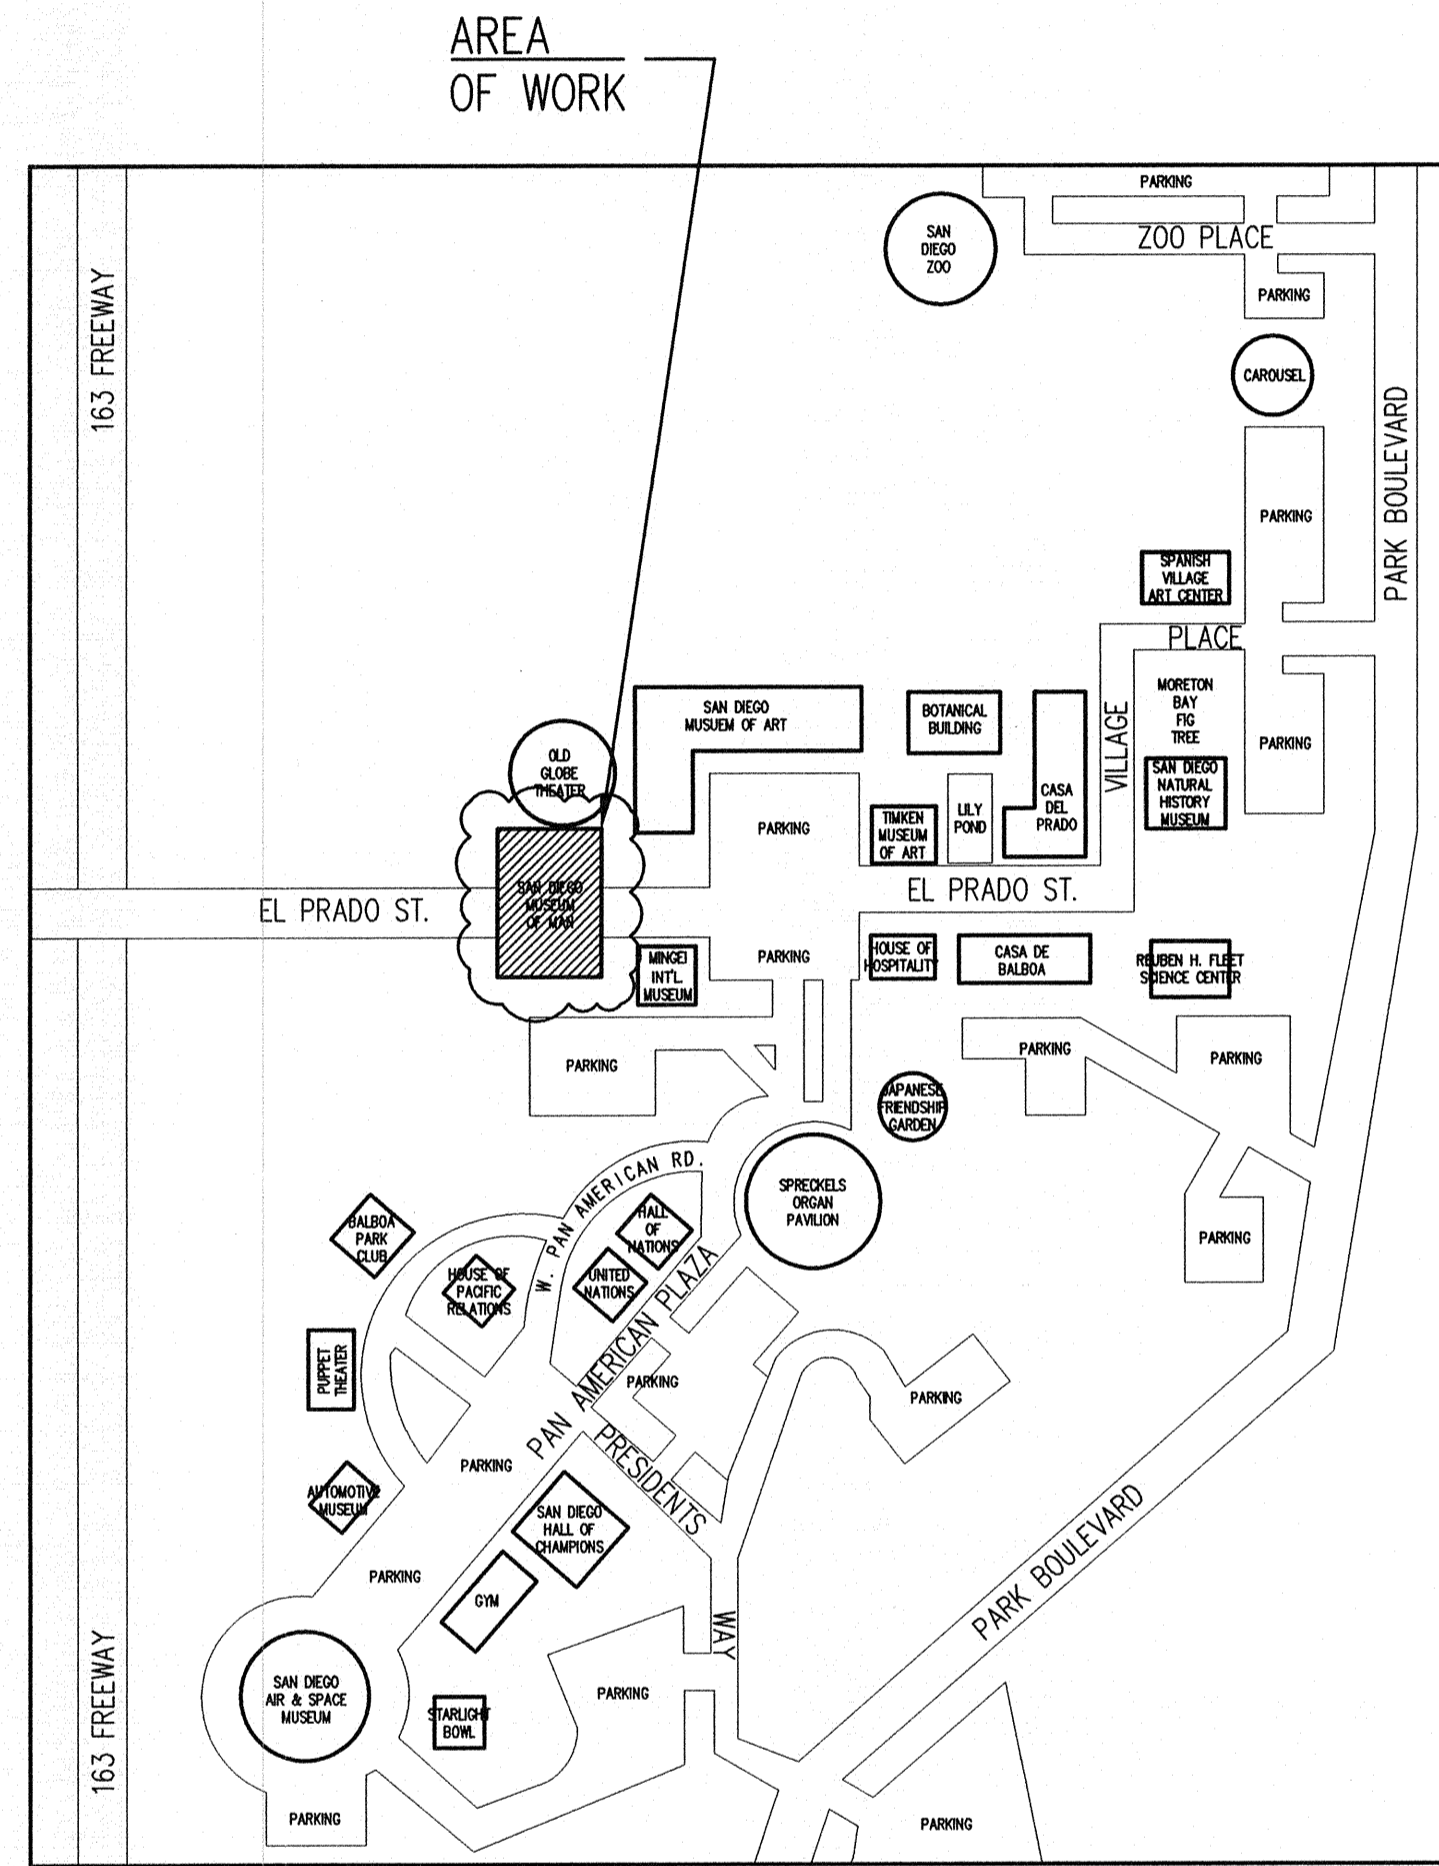 AREA
OF WORK
PARKING
SAN
DIEGO
ZOO
ZOO PLACE
PARKING
163 FREEWAY
CAROUSEL
PARK BOULEVARD
PARKING
SPANISH
VILLAGE
ART CENTER
PLACE
MORETON
BAY
FIG
TREE
SAN DIEGO
MUSUEM OF ART
BOTANICAL
BUILDING
VILLAGE
PARKING
OLD
GLOBE
THEATER
SAN DIEGO
NATURAL
HISTORY
MUSEUM
CASA
DEL
PRADO
LILY
POND
TIMKEN
MUSEUM
OF ART
PARKING
SAN DIEGO
MUSEUM
OF MAN
EL PRADO ST.
EL PRADO ST.
MINGEI
INT'L.
MUSEUM
PARKING
HOUSE OF
HOSPITALITY
CASA DE
BALBOA
REUBEN H. FLEET
SCIENCE CENTER
PARKING
PARKING
PARKING
JAPANESE
FRIENDSHIP
GARDEN
W. PAN AMERICAN RD.
SPRECKELS
ORGAN
PAVILION
BALBOA
PARK
CLUB
HALL
OF
NATIONS
PARKING
HOUSE OF
PACIFIC
RELATIONS
UNITED
NATIONS
PAN AMERICAN PLAZA
PUPPET
THEATER
PARKING
PARKING
PRESIDENTS
PARKING
AUTOMOTIVE
MUSEUM
SAN DIEGO
HALL OF
CHAMPIONS
PARK BOULEVARD
PARKING
GYM
WAY
163 FREEWAY
SAN DIEGO
AIR & SPACE
MUSEUM
PARKING
STARLIGHT
BOWL
PARKING
PARKING